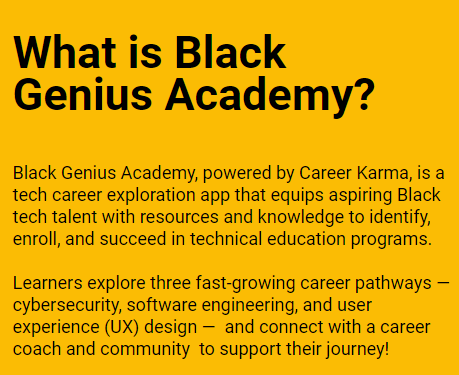 What is Black
Genius Academy?
Black Genius Academy, powered by Career Karma, is a
tech career exploration app that equips aspiring Black
tech talent with resources and knowledge to identify,
enroll, and succeed in technical education programs.
Learners explore three fast-growing career pathways —
cybersecurity, software engineering, and user
experience (UX) design —  and connect with a career
coach and community  to support their journey!